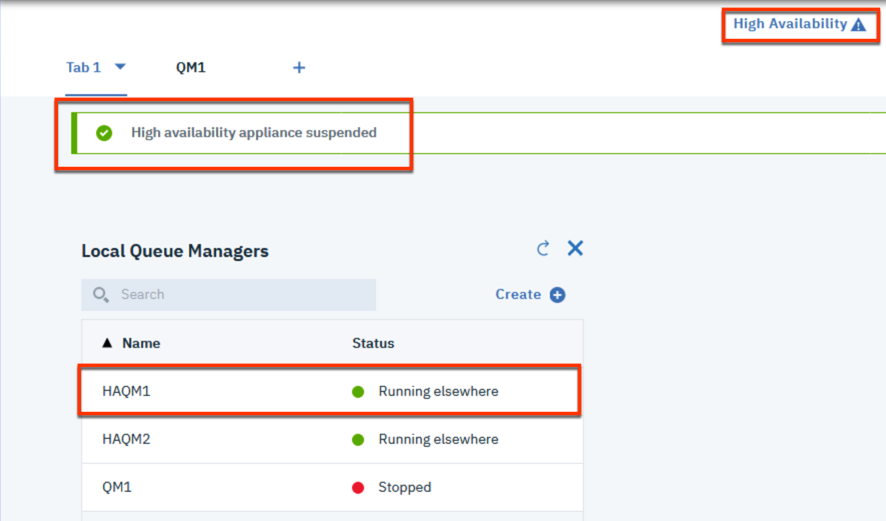 High Availability
Tab 1 QM1 +
High availability appliance suspended
Local Queue Managers
Search Create
Name Status
HAQM1 Running elsewhere
HAQM2 Running elsewhere
QM1 Stopped